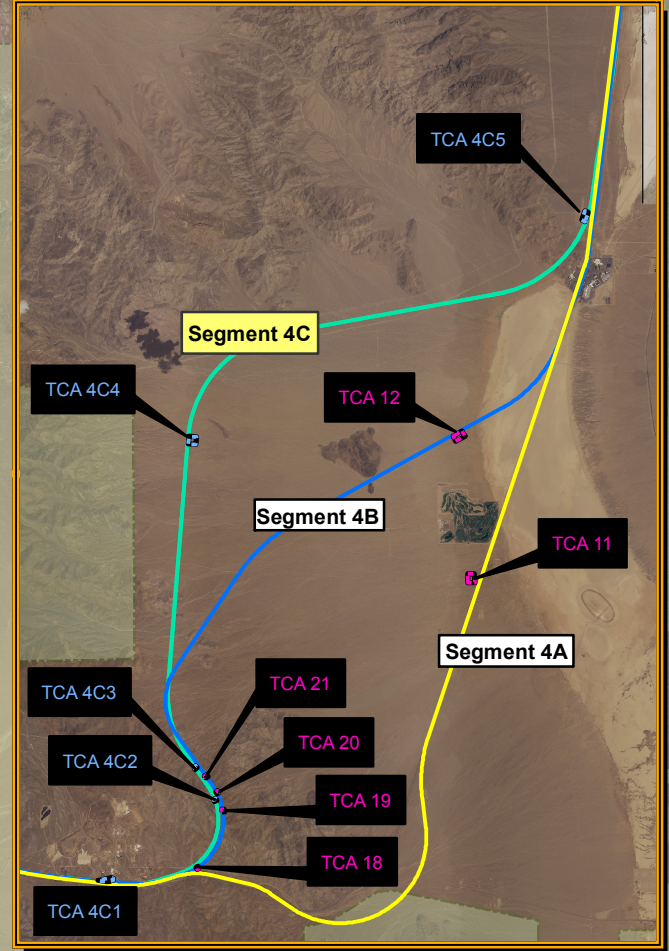 TCA 4C5
Segment 4C
TCA 4C4
TCA 12
Segment 4B
TCA 11
Segment 4A
TCA 21
TCA 4C3
TCA 20
TCA 4C2
TCA 19
TCA 18
TCA 4C1